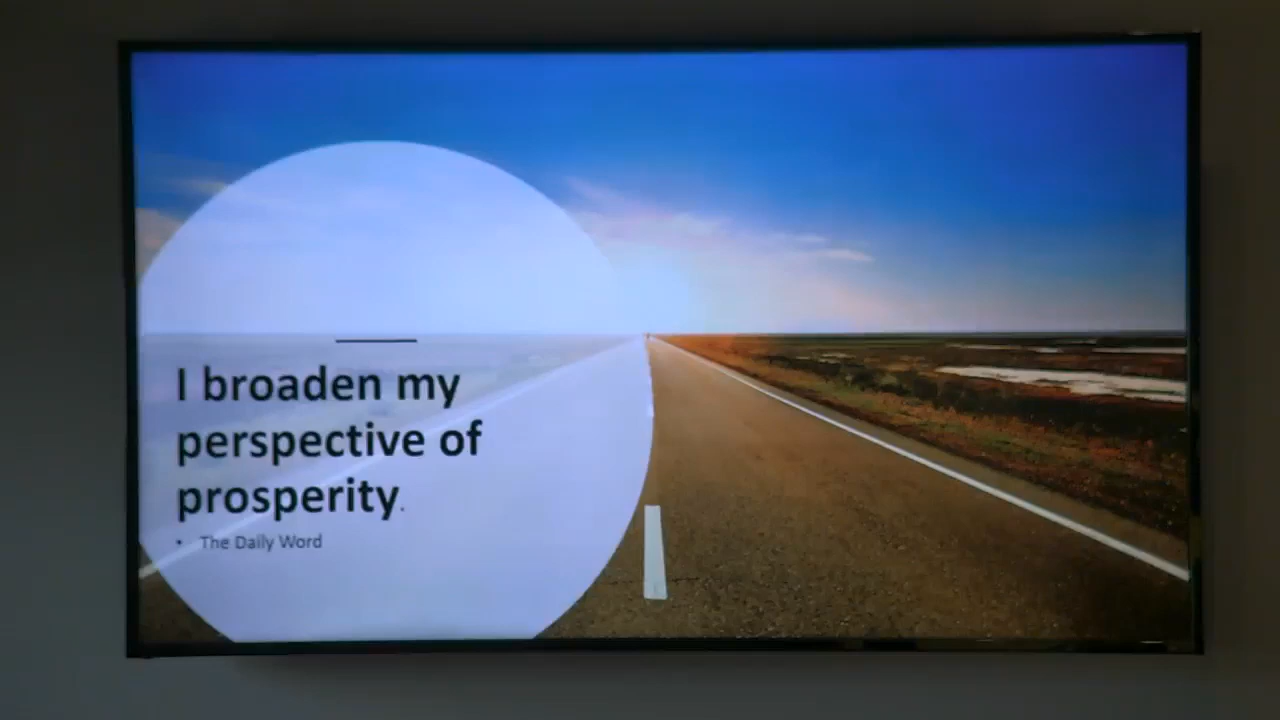 I broaden my
perspective of
prosperity.
• The Daily Word